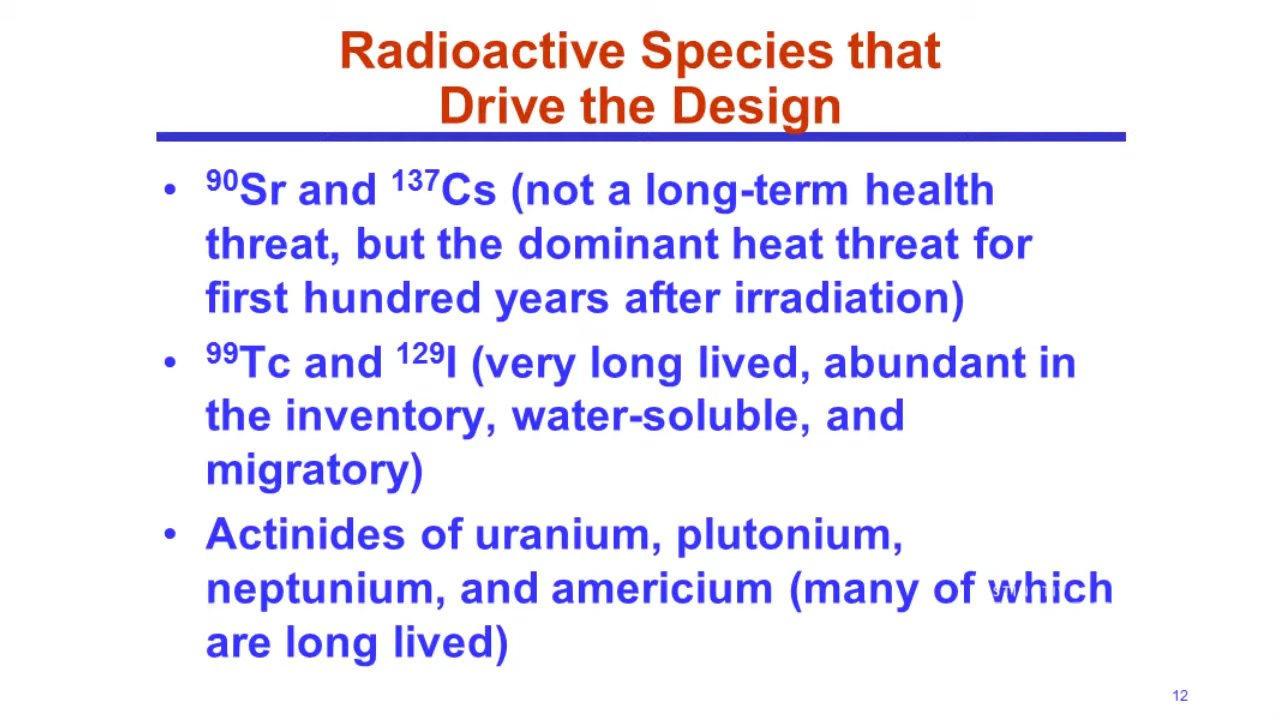 Radioactive Species that
Drive the Design
• ⁹⁰Sr and ¹³⁷Cs (not a long-term health
threat, but the dominant heat threat for
first hundred years after irradiation)
• ⁹⁹Tc and ¹²⁹I (very long lived, abundant in
the inventory, water-soluble, and
migratory)
• Actinides of uranium, plutonium,
neptunium, and americium (many of which
are long lived)
12